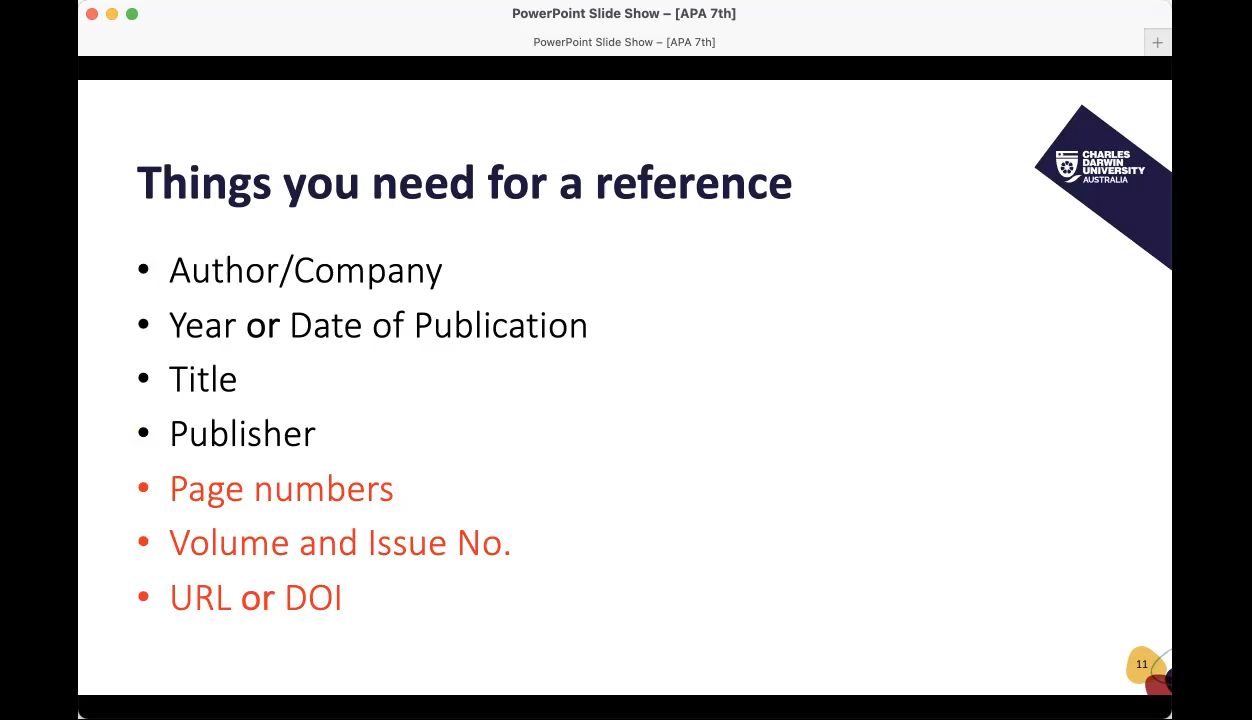 PowerPoint Slide Show – [APA 7th]
PowerPoint Slide Show – [APA 7th]
+
CHARLES
DARWIN
UNIVERSITY
AUSTRALIA
Things you need for a reference
• Author/Company
• Year or Date of Publication
• Title
• Publisher
• Page numbers
• Volume and Issue No.
• URL or DOI
11